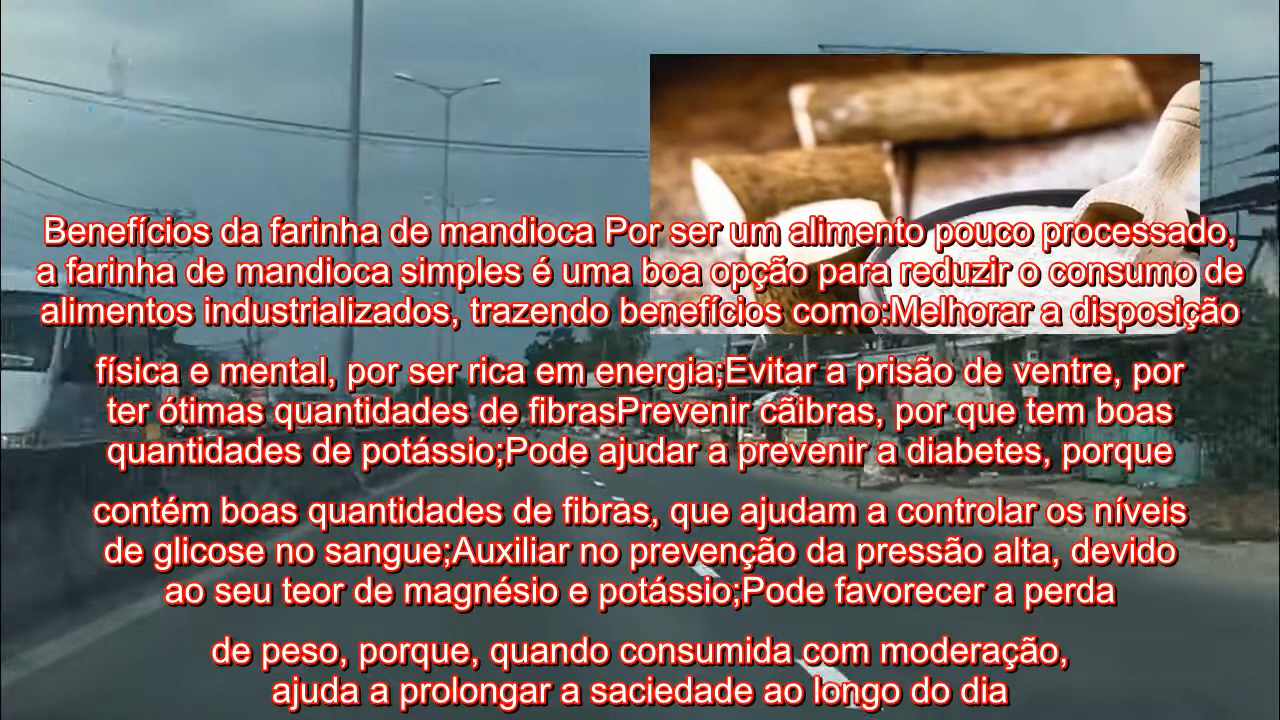 Benefícios da farinha de mandioca Por ser um alimento pouco processado,
a farinha de mandioca simples é uma boa opção para reduzir o consumo de
alimentos industrializados, trazendo benefícios como:Melhorar a disposição
física e mental, por ser rica em energia;Evitar a prisão de ventre, por
ter ótimas quantidades de fibrasPrevenir cãibras, por que tem boas
quantidades de potássio;Pode ajudar a prevenir a diabetes, porque
contém boas quantidades de fibras, que ajudam a controlar os níveis
de glicose no sangue;Auxiliar no prevenção da pressão alta, devido
ao seu teor de magnésio e potássio;Pode favorecer a perda
de peso, porque, quando consumida com moderação,
ajuda a prolongar a saciedade ao longo do dia